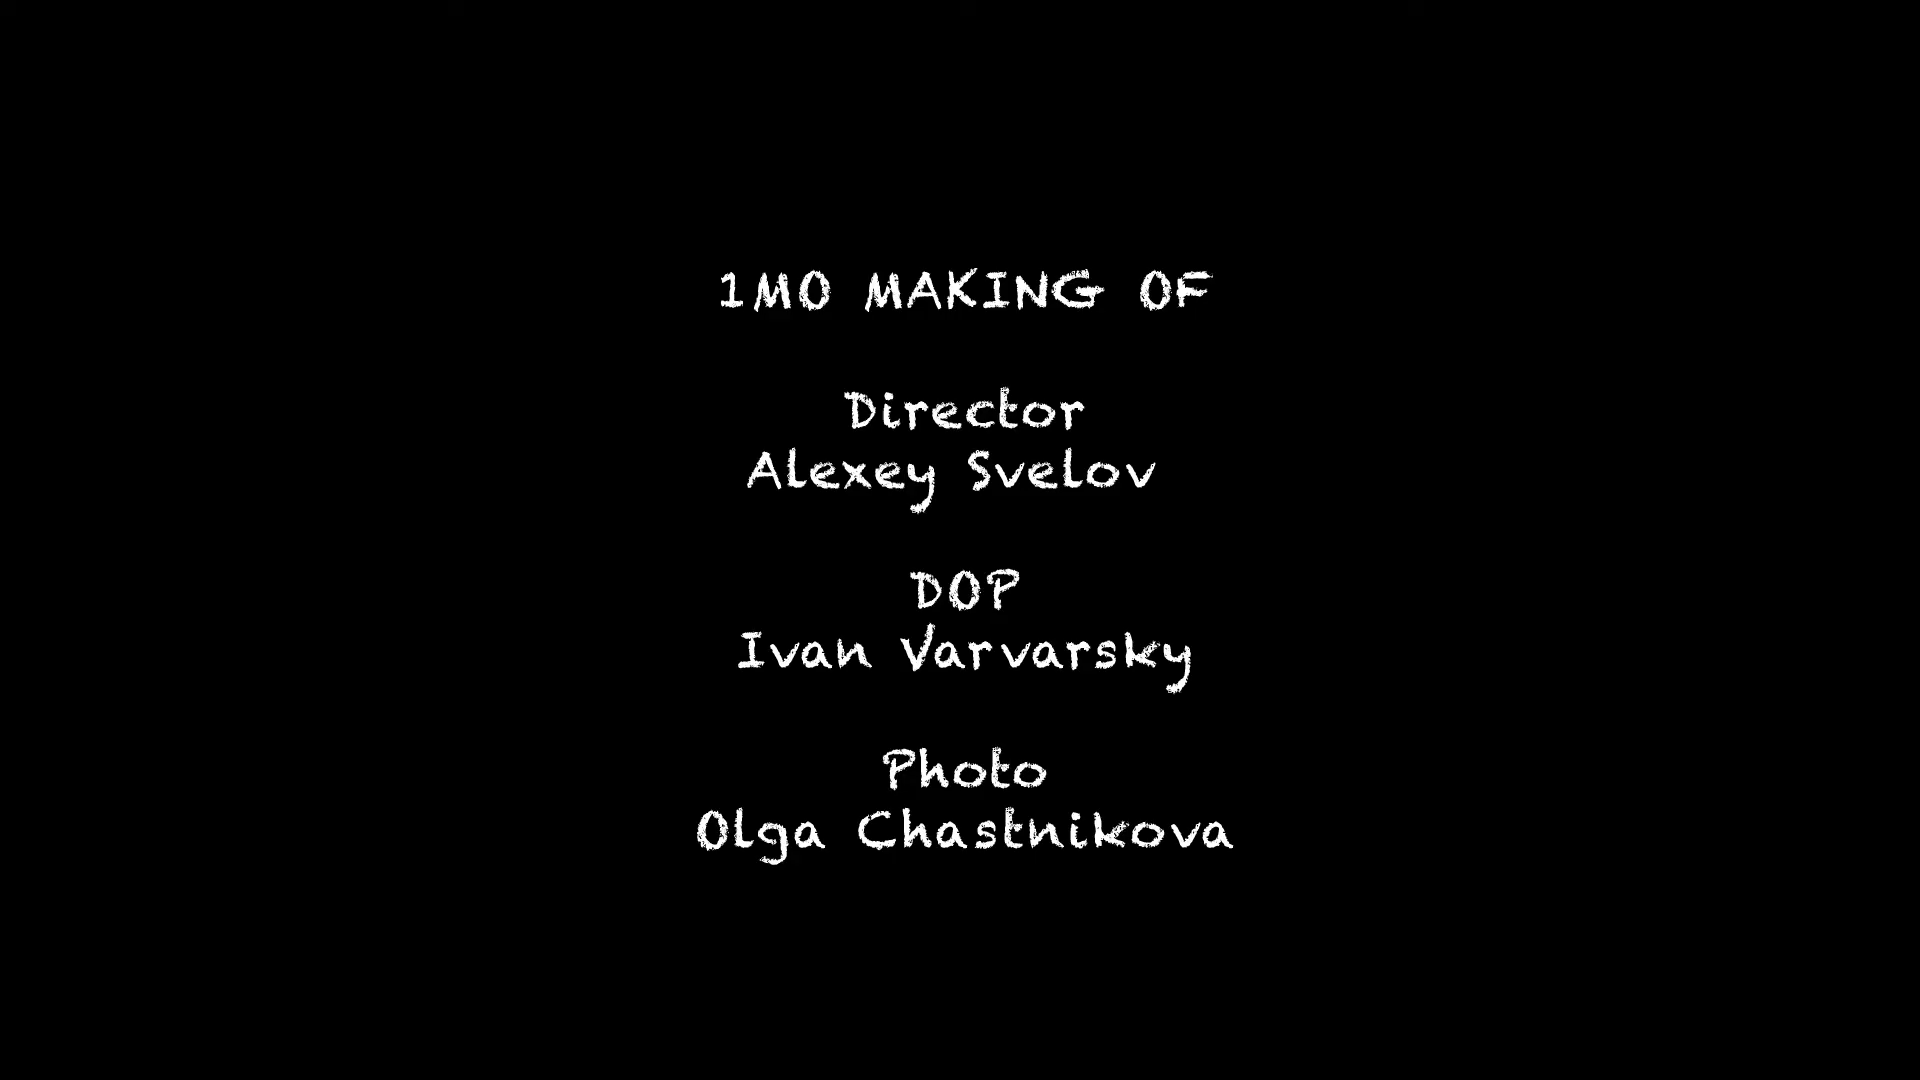 1MO MAKING OF
Director
Alexey Svelov
DOP
Ivan Varvarsky
Photo
Olga Chastnikova